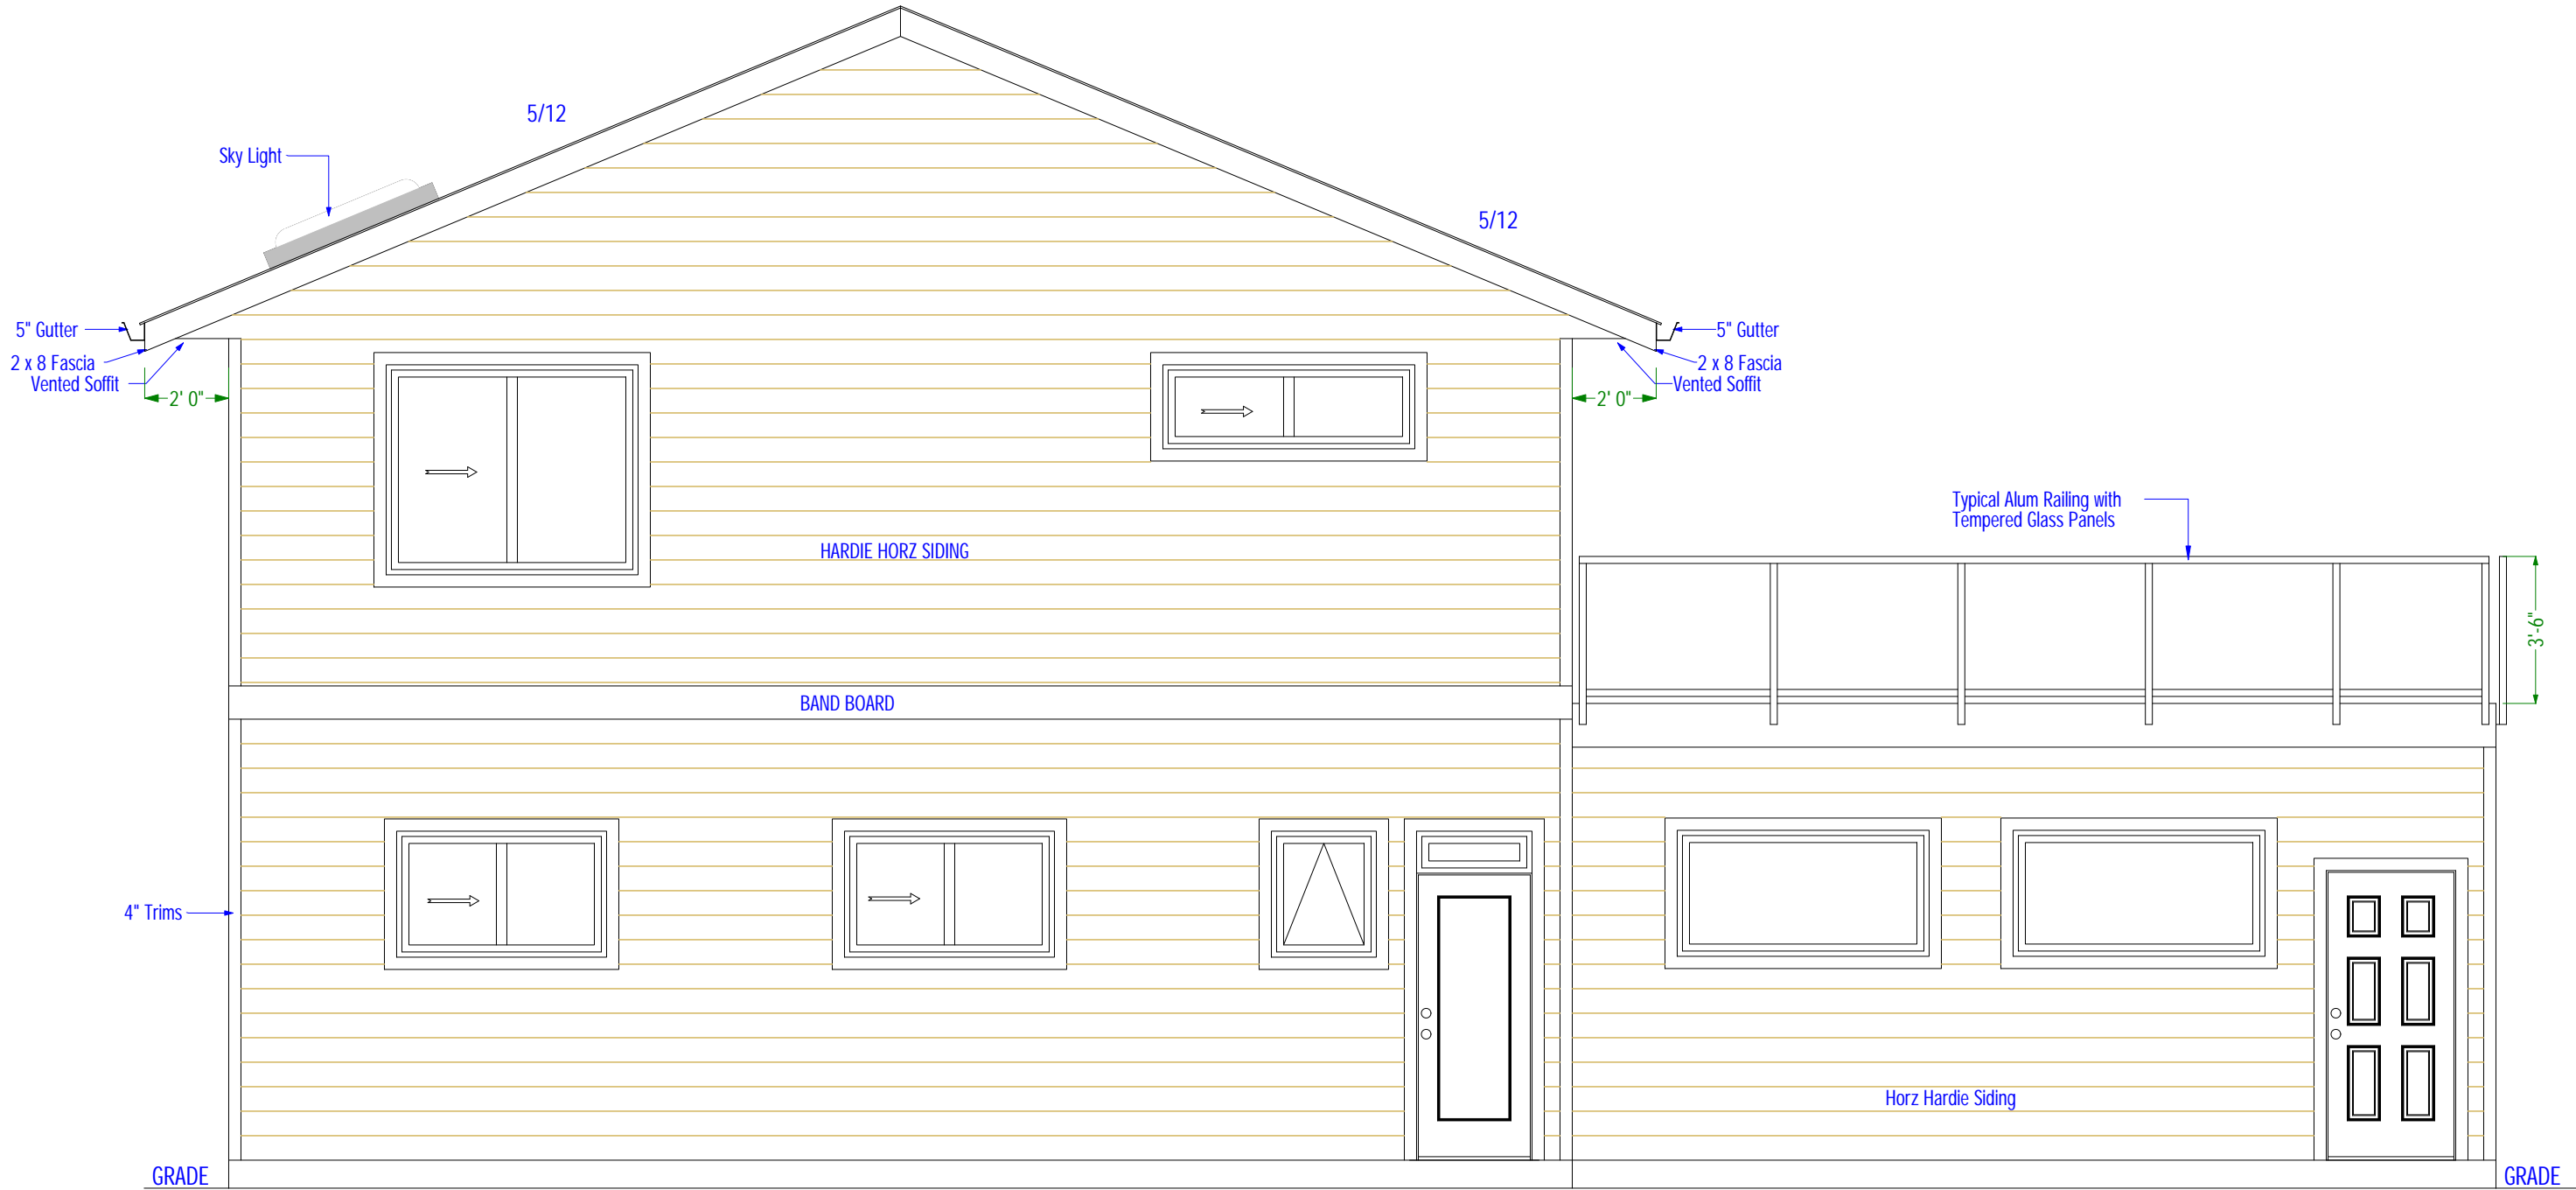 5/12
Sky Light
5/12
5" Gutter
5" Gutter
2 x 8 Fascia
2 x 8 Fascia
Vented Soffit
Vented Soffit
2' 0"
2' 0"
Typical Alum Railing with
Tempered Glass Panels
HARDIE HORZ SIDING
3'-6"
BAND BOARD
4" Trims
Horz Hardie Siding
GRADE
GRADE